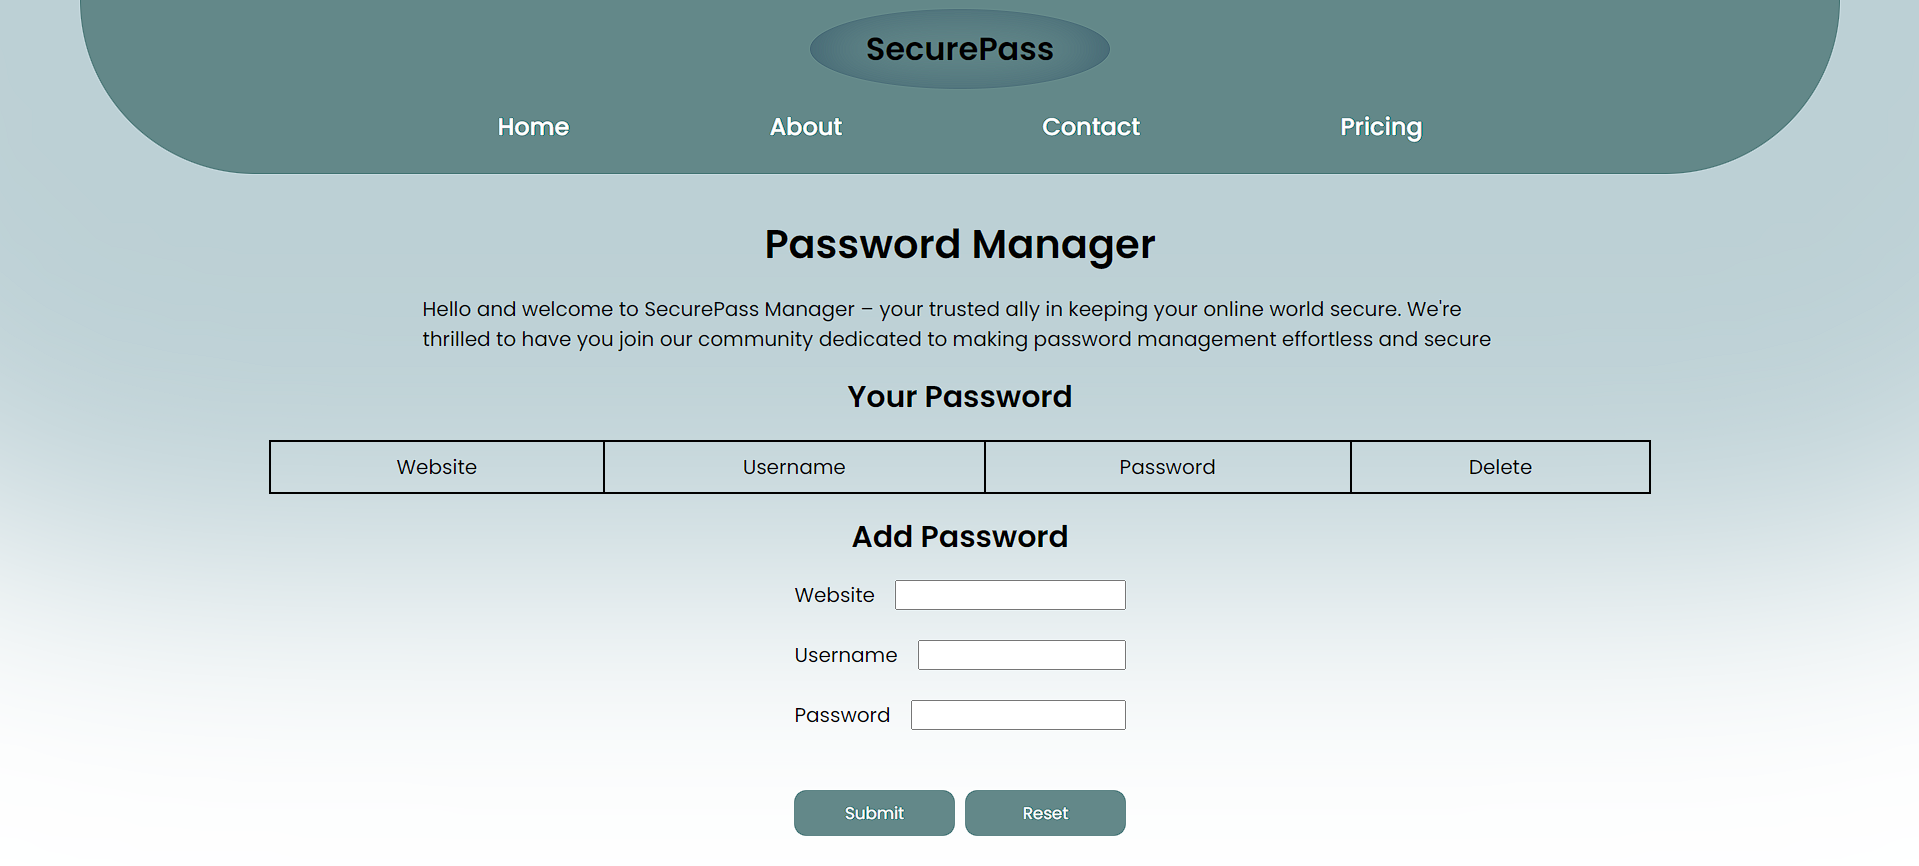 SecurePass
Home About Contact Pricing
Password Manager
Hello and welcome to SecurePass Manager – your trusted ally in keeping your online world secure. We're
thrilled to have you join our community dedicated to making password management effortless and secure
Your Password
Website Username Password Delete
Add Password
Website
Username
Password
Submit Reset